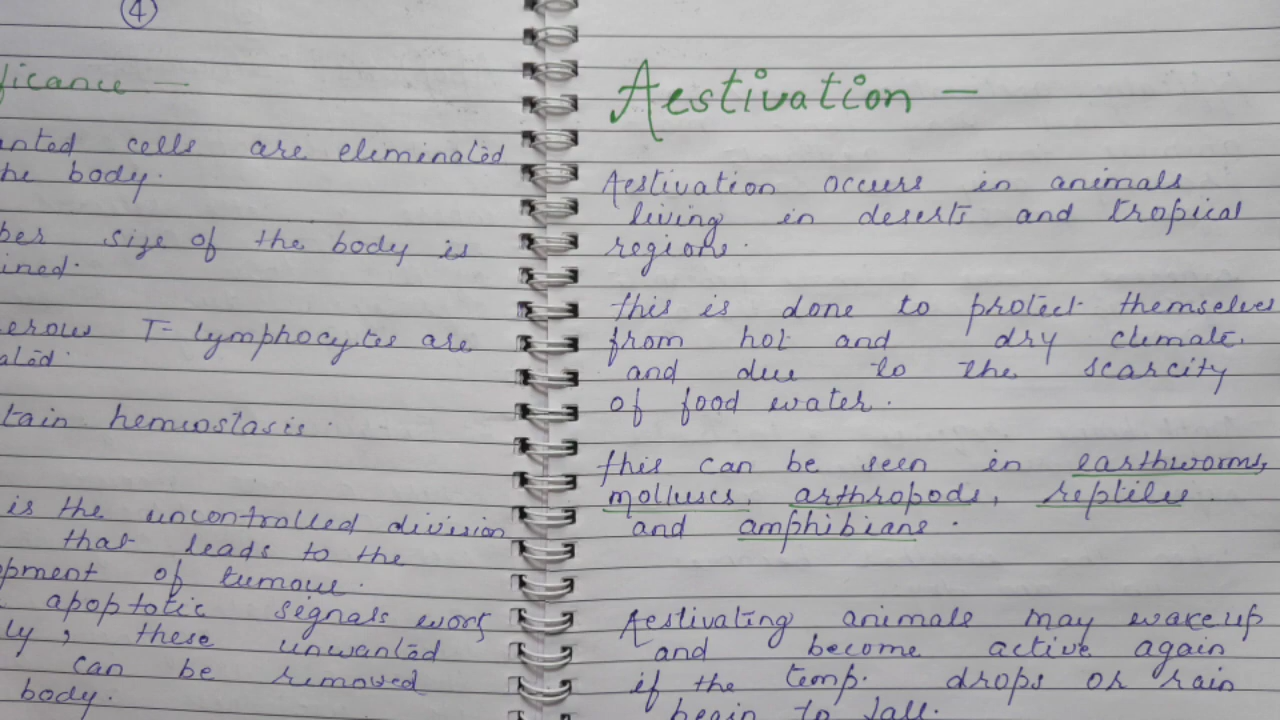 4
ficance —
anted cells are eliminated
he body.
per size of the body is
ined.
erous T-lymphocytes are
ated.
tain hemiostasis.
is the uncontrolled division
that leads to the
opment of tumour.
apoptotic signals work
ly, these unwanted
can be removed
body.
Aestivation —
Aestivation occurs in animals
living in deserts and tropical
regions.
this is done to protect themselves
from hot and dry climate.
and due to the scarcity
of food water.
this can be seen in earthworms,
molluscs, arthropods, reptiles
and amphibians.
Aestivating animals may wake up
and become active again
if the temp. drops or rain
begin to fall.